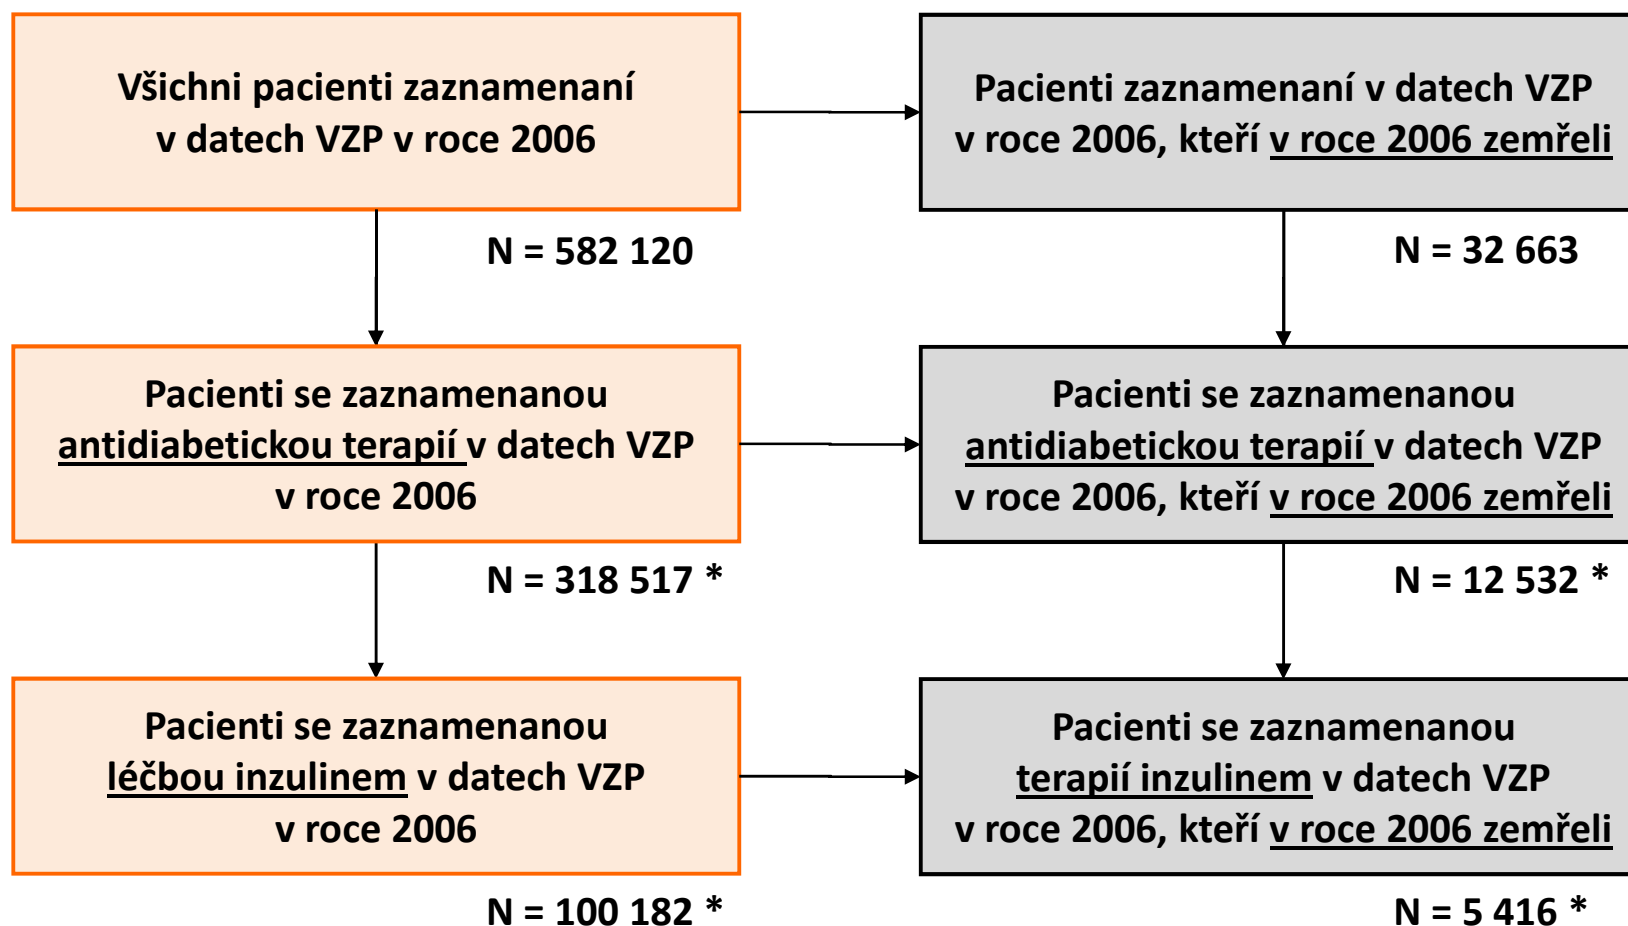 Všichni pacienti zaznamenaní
v datech VZP v roce 2006
N = 582 120
Pacienti zaznamenaní v datech VZP
v roce 2006, kteří v roce 2006 zemřeli
N = 32 663
Pacienti se zaznamenanou
antidiabetickou terapií v datech VZP
v roce 2006
N = 318 517 *
Pacienti se zaznamenanou
antidiabetickou terapií v datech VZP
v roce 2006, kteří v roce 2006 zemřeli
N = 12 532 *
Pacienti se zaznamenanou
léčbou inzulinem v datech VZP
v roce 2006
N = 100 182 *
Pacienti se zaznamenanou
terapií inzulinem v datech VZP
v roce 2006, kteří v roce 2006 zemřeli
N = 5 416 *